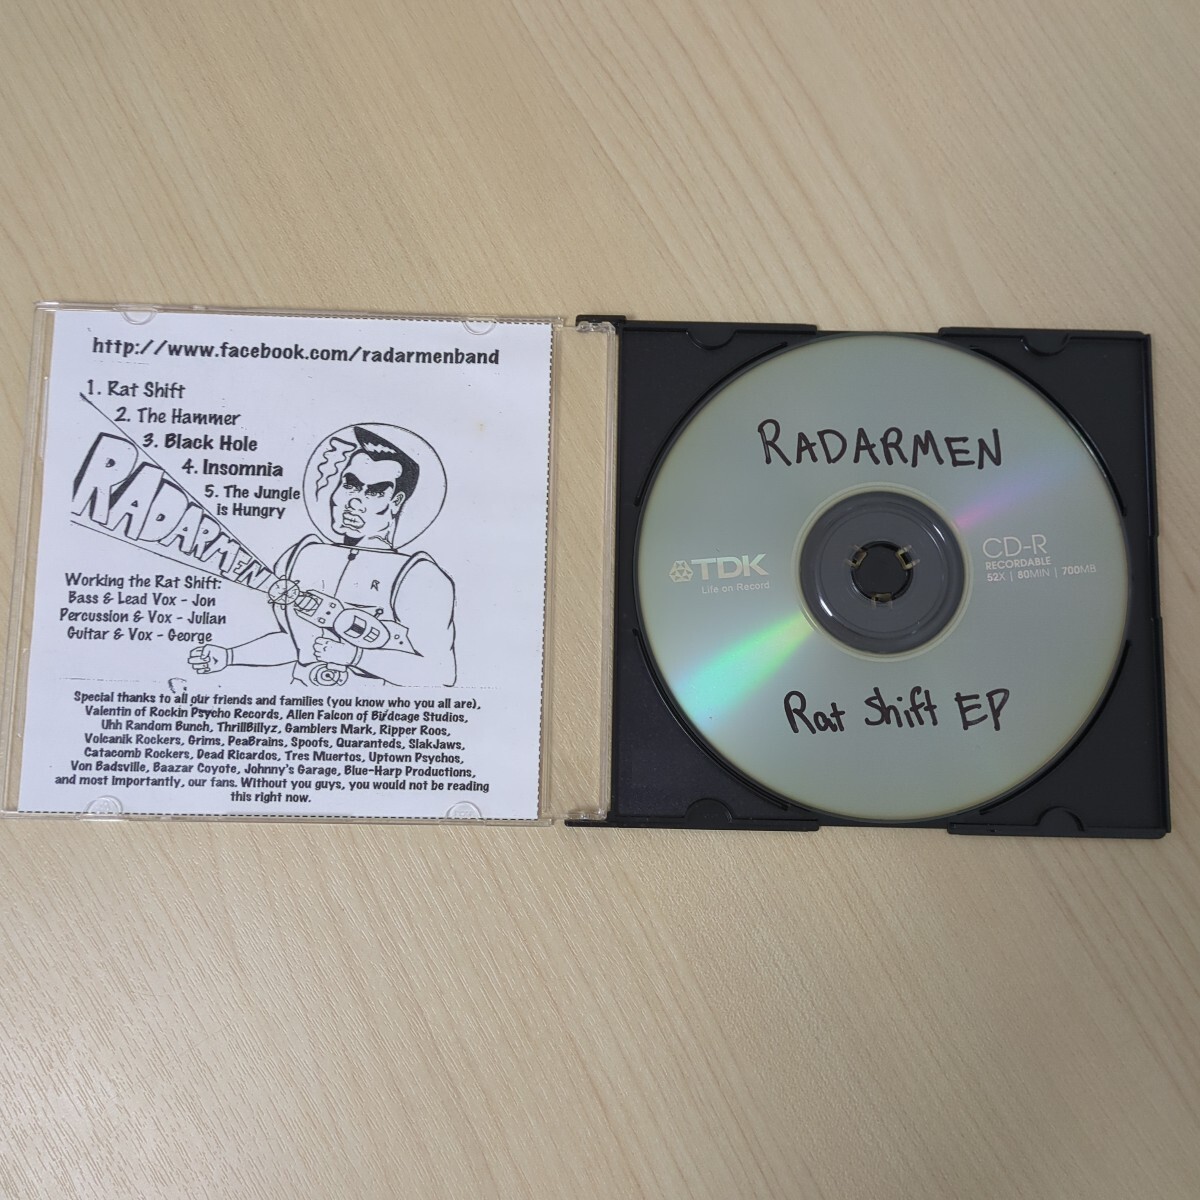 http://www.facebook.com/radarmenband
1. Rat Shift
2. The Hammer
3. Black Hole
4. Insomnia
5. The Jungle
is Hungry
RADARMEN
R
Working the Rat Shift:
Bass & Lead Vox - Jon
Percussion & Vox - Julian
Guitar & Vox - George
Special thanks to all our friends and families (you know who you all are),
Valentin of Rockin Psycho Records, Allen Falcon of Birdcage Studios,
Uhh Random Bunch, ThrillBillyz, Gamblers Mark, Ripper Roos,
Volcanik Rockers, Grims, PeaBrains, Spoofs, Quaranteds, SlakJaws,
Catacomb Rockers, Dead Ricardos, Tres Muertos, Uptown Psychos,
Von Badsville, Baazar Coyote, Johnny's Garage, Blue-Harp Productions,
and most importantly, our fans. Without you guys, you would not be reading
this right now.
RADARMEN
TDK
Life on Record
CD-R
RECORDABLE
52X | 80MIN | 700MB
Rat Shift EP